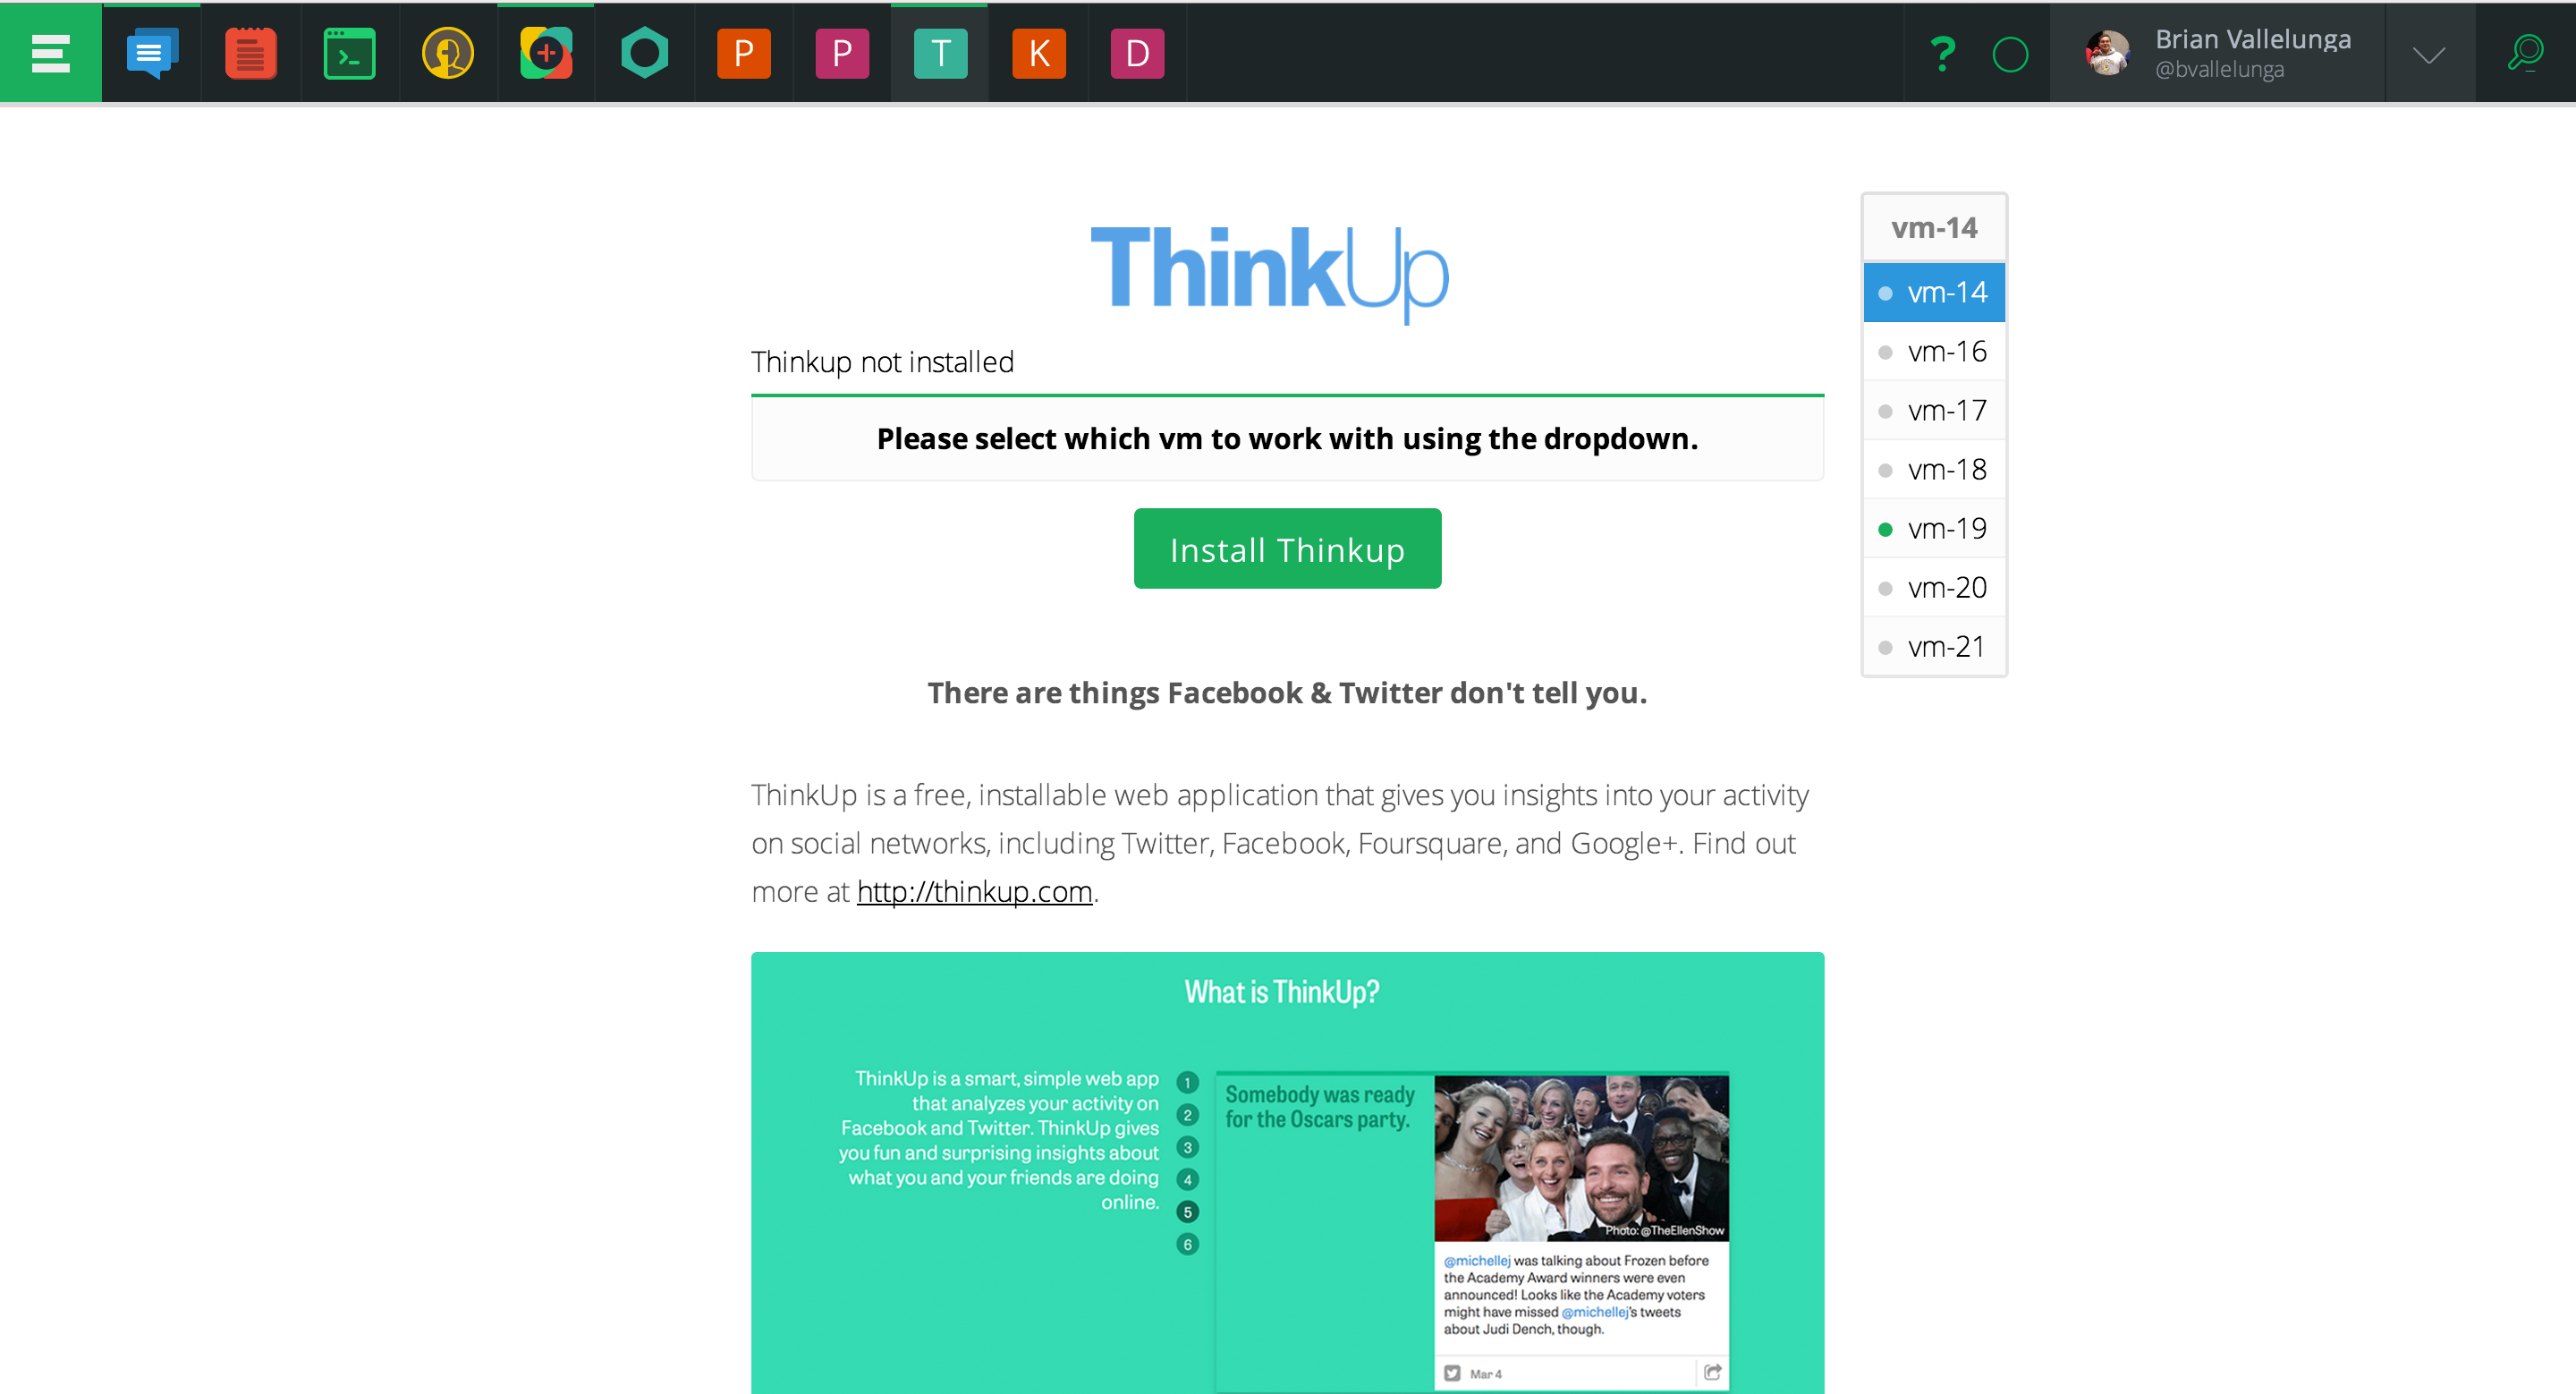 P P T K D ? Brian Vallelunga
@bvallelunga
ThinkUp
vm-14
vm-14
vm-16
vm-17
vm-18
vm-19
vm-20
vm-21
Thinkup not installed
Please select which vm to work with using the dropdown.
Install Thinkup
There are things Facebook & Twitter don't tell you.
ThinkUp is a free, installable web application that gives you insights into your activity
on social networks, including Twitter, Facebook, Foursquare, and Google+. Find out
more at http://thinkup.com.
What is ThinkUp?
ThinkUp is a smart, simple web app
that analyzes your activity on
Facebook and Twitter. ThinkUp gives
you fun and surprising insights about
what you and your friends are doing
online.
1
2
3
4
5
6
Somebody was ready
for the Oscars party.
Photo: @TheEllenShow
@michellej was talking about Frozen before
the Academy Award winners were even
announced! Looks like the Academy voters
might have missed @michellej's tweets
about Judi Dench, though.
Mar 4